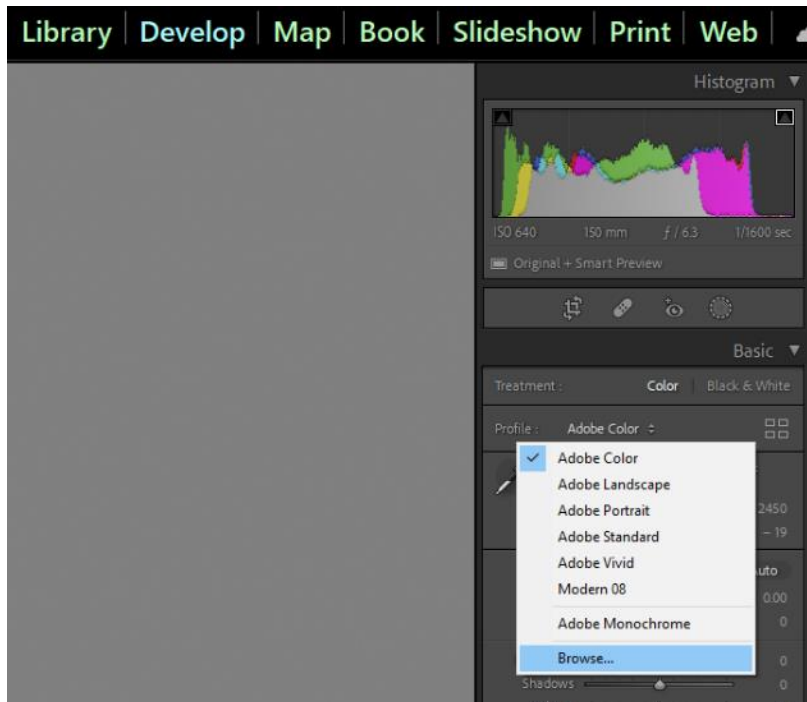 Library | Develop | Map | Book | Slideshow | Print | Web
Histogram
ISO 640 150 mm ƒ / 6.3 1/1600 sec
Original + Smart Preview
Basic
Treatment : Color Black & White
Profile : Adobe Color
Adobe Color
Adobe Landscape
Adobe Portrait
2450
Adobe Standard
– 19
Adobe Vivid
Modern 08
0.00
Adobe Monochrome
0
Browse...
0
Shadows 0